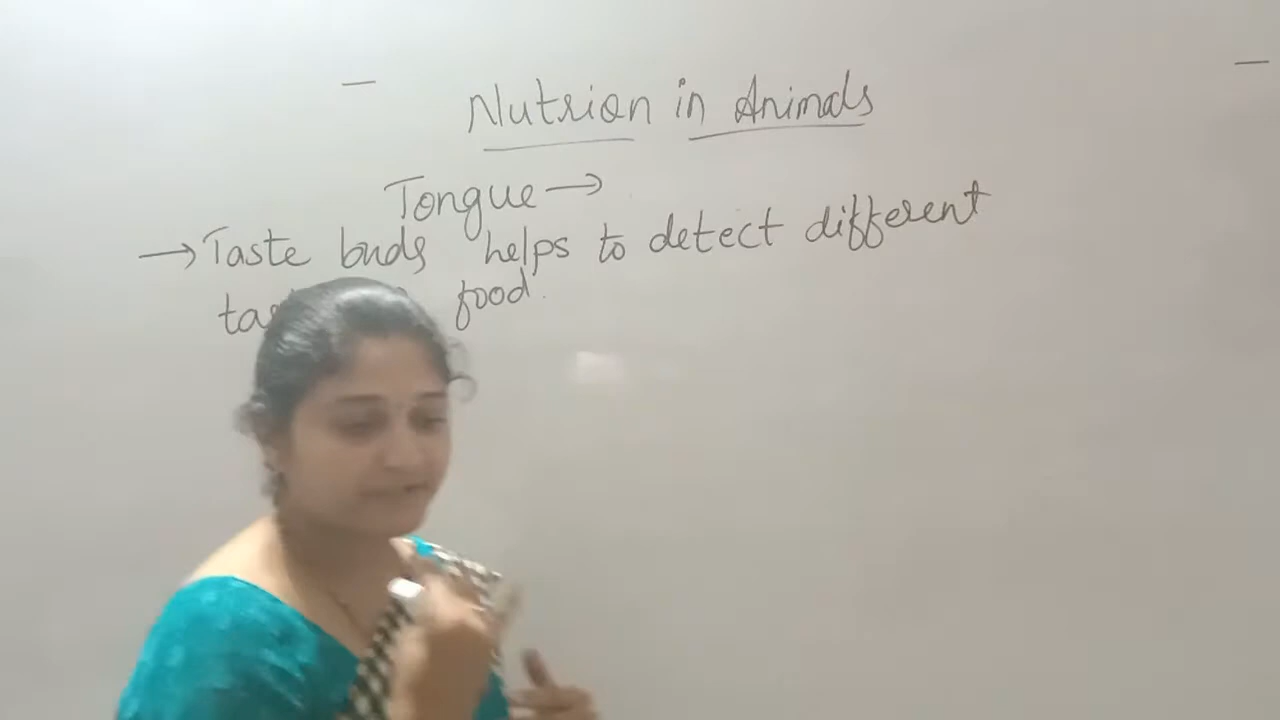 Nutrion in Animals
Tongue →
→ Taste buds helps to detect different
food.